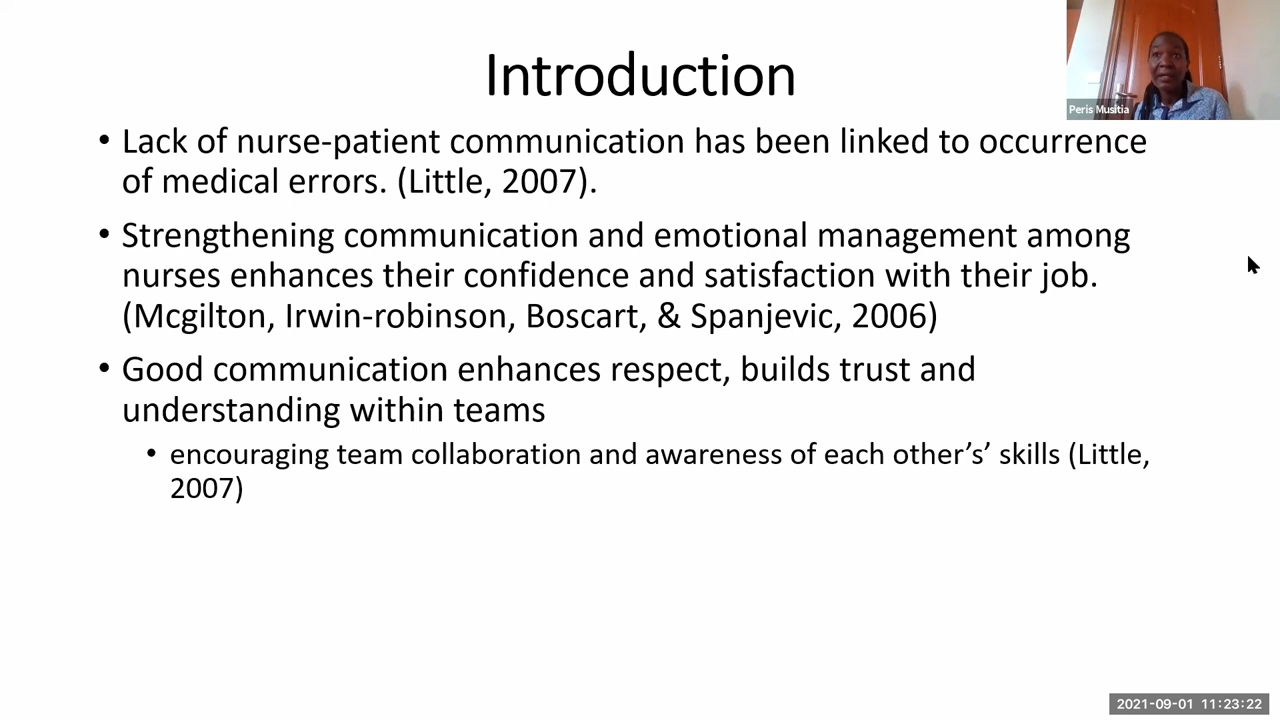 Introduction
Peris Musitia
• Lack of nurse-patient communication has been linked to occurrence
of medical errors. (Little, 2007).
• Strengthening communication and emotional management among
nurses enhances their confidence and satisfaction with their job.
(Mcgilton, Irwin-robinson, Boscart, & Spanjevic, 2006)
• Good communication enhances respect, builds trust and
understanding within teams
• encouraging team collaboration and awareness of each other’s’ skills (Little,
2007)
2021-09-01 11:23:22